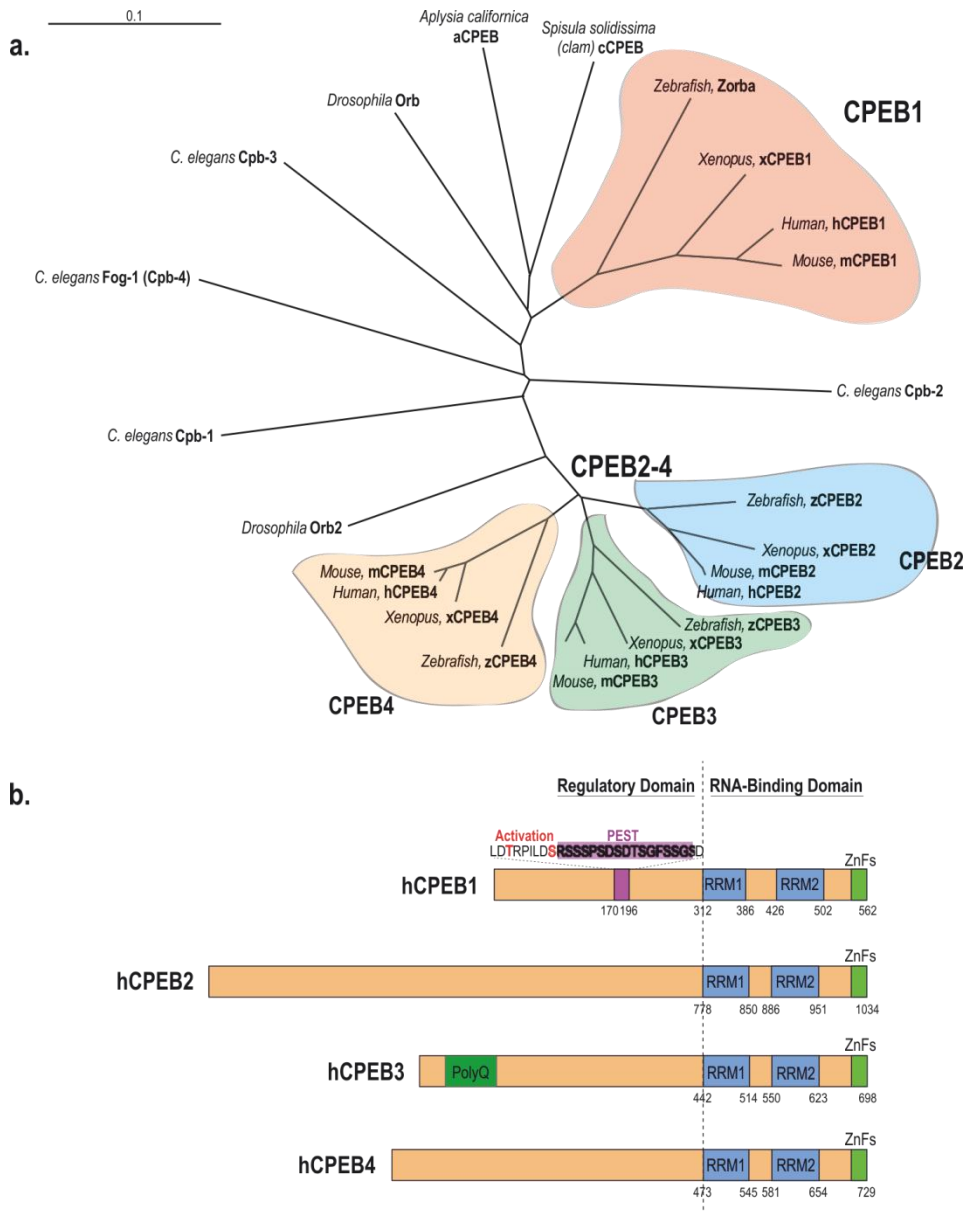 0.1
a.
Aplysia californica
aCPEB
Spisula solidissima
(clam) cCPEB
Zebrafish, Zorba
CPEB1
Drosophila Orb
C. elegans Cpb-3
Xenopus, xCPEB1
Human, hCPEB1
Mouse, mCPEB1
C. elegans Fog-1 (Cpb-4)
C. elegans Cpb-2
C. elegans Cpb-1
CPEB2-4
Zebrafish, zCPEB2
Drosophila Orb2
Xenopus, xCPEB2
CPEB2
Mouse, mCPEB2
Human, hCPEB2
Mouse, mCPEB4
Human, hCPEB4
Xenopus, xCPEB4
Zebrafish, zCPEB4
Zebrafish, zCPEB3
Xenopus, xCPEB3
Human, hCPEB3
Mouse, mCPEB3
CPEB4
CPEB3
b.
Regulatory Domain RNA-Binding Domain
Activation PEST
LDTRPILDSRSSSPSDSDTSGFSSGSD
ZnFs
hCPEB1 RRM1 RRM2
170 196 312 386 426 502 562
ZnFs
hCPEB2 RRM1 RRM2
778 850 886 951 1034
ZnFs
hCPEB3 PolyQ RRM1 RRM2
442 514 550 623 698
ZnFs
hCPEB4 RRM1 RRM2
473 545 581 654 729